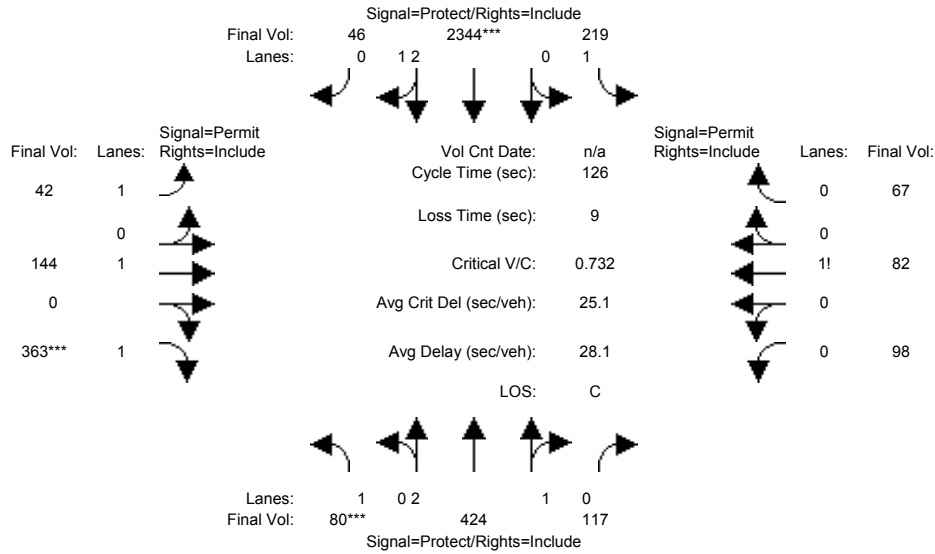 Signal=Protect/Rights=Include
Final Vol: 46 2344*** 219
Lanes: 0 1 2 0 1
Signal=Permit Signal=Permit
Final Vol: Lanes: Rights=Include Vol Cnt Date: n/a Rights=Include Lanes: Final Vol:
Cycle Time (sec): 126
42 1 0 67
Loss Time (sec): 9
0 0
144 1 Critical V/C: 0.732 1! 82
0 Avg Crit Del (sec/veh): 25.1 0
363*** 1 Avg Delay (sec/veh): 28.1 0 98
LOS: C
Lanes: 1 0 2 1 0
Final Vol: 80*** 424 117
Signal=Protect/Rights=Include